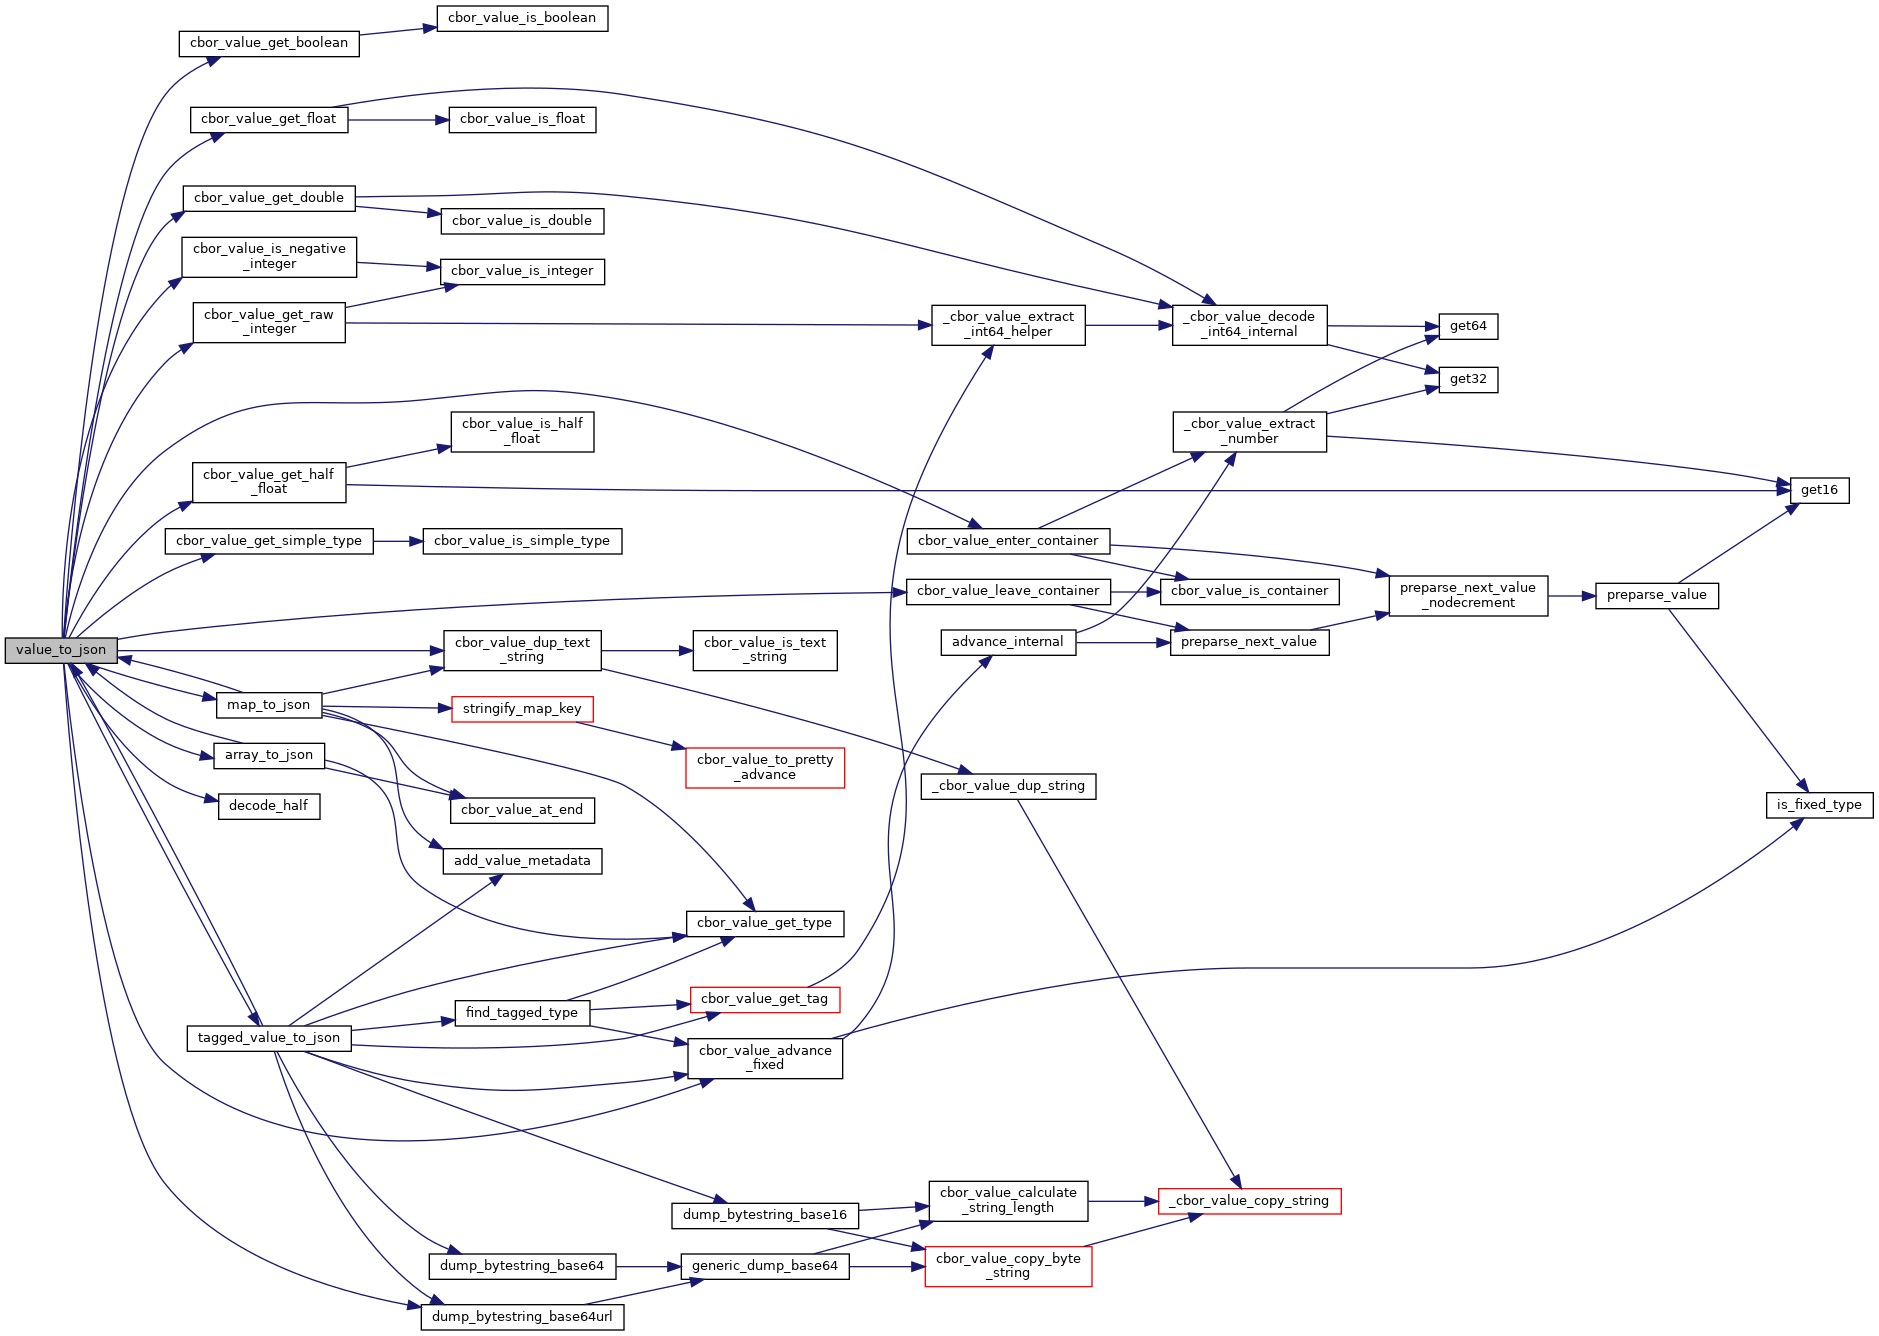 cbor_value_is_boolean
cbor_value_get_boolean
cbor_value_get_float
cbor_value_is_float
cbor_value_get_double
cbor_value_is_double
cbor_value_is_negative
_integer
cbor_value_is_integer
cbor_value_get_raw
_integer
_cbor_value_extract
_int64_helper
_cbor_value_decode
_int64_internal
get64
get32
cbor_value_is_half
_float
_cbor_value_extract
_number
cbor_value_get_half
_float
get16
cbor_value_get_simple_type
cbor_value_is_simple_type
cbor_value_enter_container
cbor_value_leave_container
cbor_value_is_container
preparse_next_value
_nodecrement
preparse_value
value_to_json
cbor_value_dup_text
_string
cbor_value_is_text
_string
advance_internal
preparse_next_value
map_to_json
stringify_map_key
array_to_json
cbor_value_to_pretty
_advance
_cbor_value_dup_string
decode_half
cbor_value_at_end
is_fixed_type
add_value_metadata
cbor_value_get_type
cbor_value_get_tag
find_tagged_type
tagged_value_to_json
cbor_value_advance
_fixed
cbor_value_calculate
_string_length
_cbor_value_copy_string
dump_bytestring_base16
dump_bytestring_base64
generic_dump_base64
cbor_value_copy_byte
_string
dump_bytestring_base64url